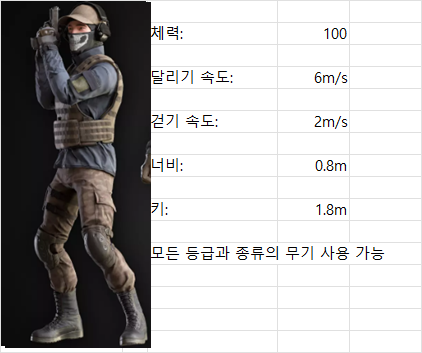 체력: 100
달리기 속도: 6m/s
걷기 속도: 2m/s
너비: 0.8m
키: 1.8m
모든 등급과 종류의 무기 사용 가능